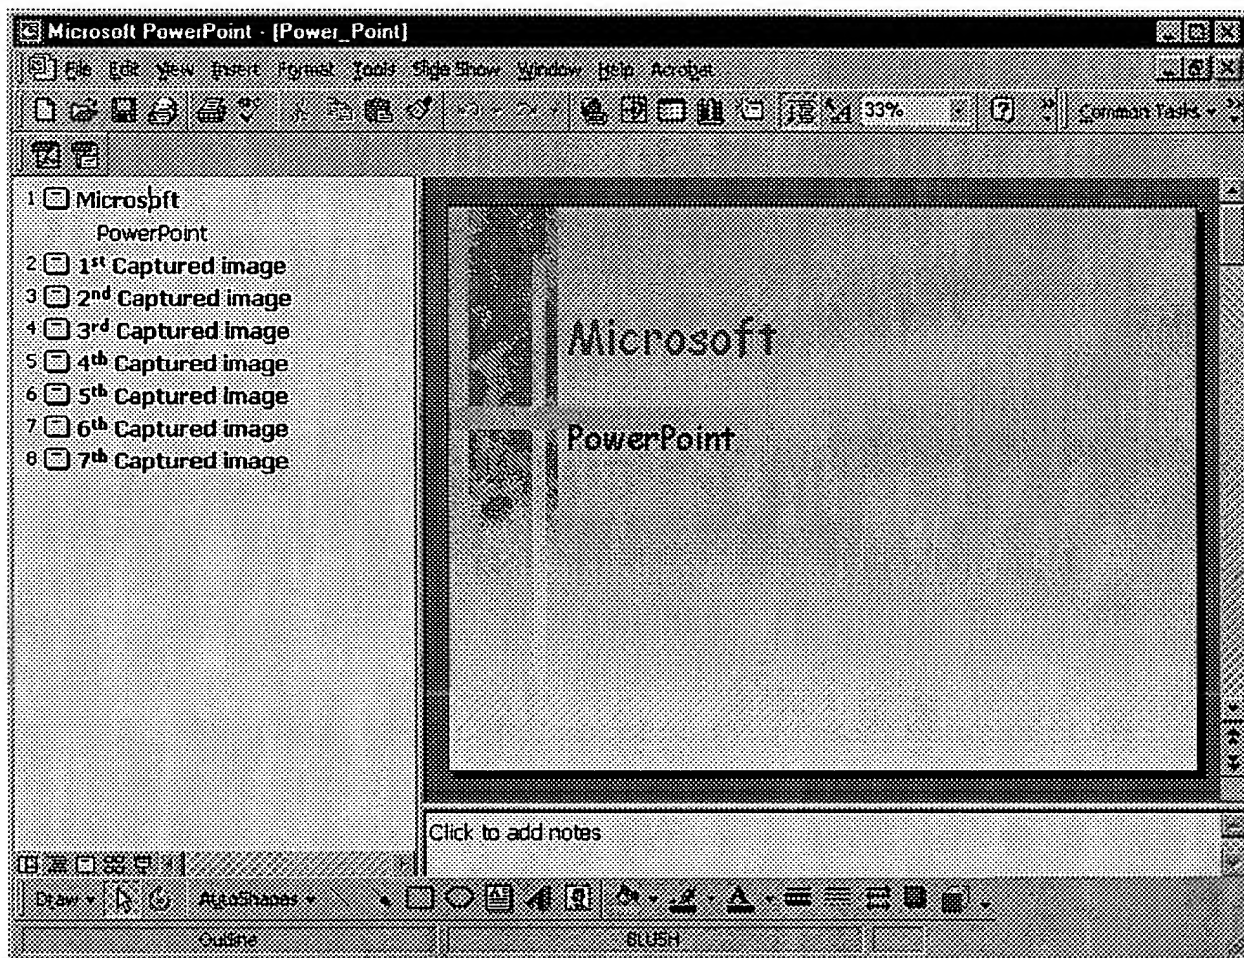 Microsoft PowerPoint - [Power_Point]
File Edit View Insert Format Tools Slide Show Window Help Acrobat
33% Common Tasks
1 Microsoft
PowerPoint
2 1st Captured image
3 2nd Captured image
4 3rd Captured image
5 4th Captured image
6 5th Captured image
7 6th Captured image
8 7th Captured image
Microsoft
PowerPoint
Click to add notes
Draw AutoShapes
Outline BLUSH